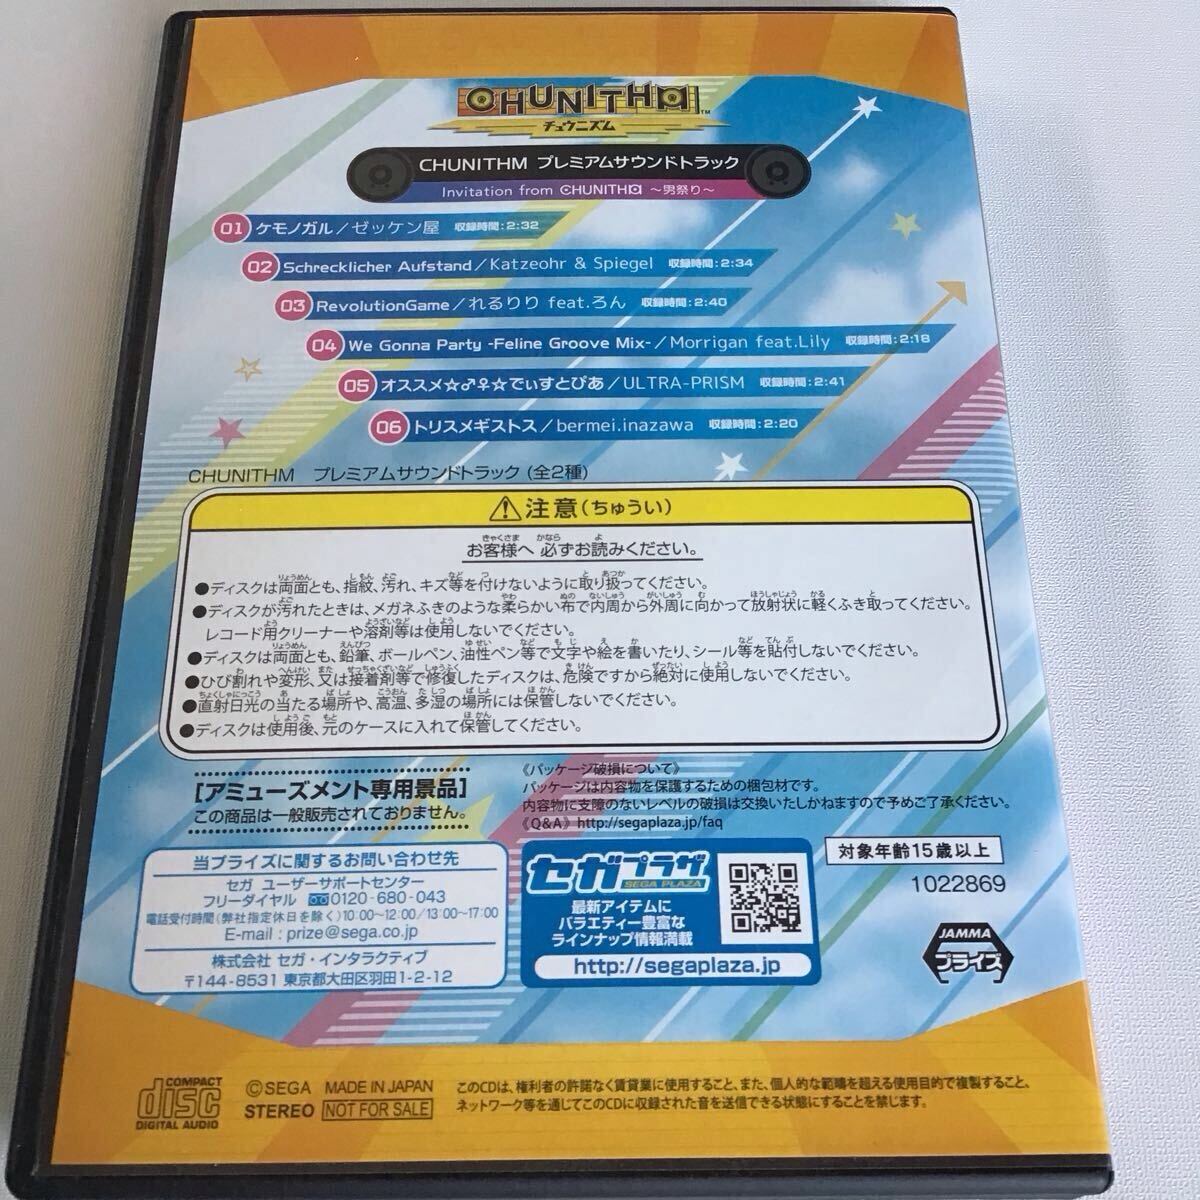 CHUNITHM™
チュウニズム
CHUNITHM プレミアムサウンドトラック
Invitation from CHUNITHM ～男祭り～
01 ケモノガル／ゼッケン屋 収録時間:2:32
02 Schrecklicher Aufstand／Katzeohr & Spiegel 収録時間:2:34
03 RevolutionGame／れるりり feat.ろん 収録時間:2:40
04 We Gonna Party -Feline Groove Mix-／Morrigan feat.Lily 収録時間:2:18
05 オススメ☆♂♀☆でぃすとぴあ／ULTRA-PRISM 収録時間:2:41
06 トリスメギストス／bermei.inazawa 収録時間:2:20
CHUNITHM プレミアムサウンドトラック (全2種)
注意(ちゅうい)
お客様へ 必ずお読みください。
●ディスクは両面とも、指紋、汚れ、キズ等を付けないように取り扱ってください。
●ディスクが汚れたときは、メガネふきのような柔らかい布で内周から外周に向かって放射状に軽くふき取ってください。
レコード用クリーナーや溶剤等は使用しないでください。
●ディスクは両面とも、鉛筆、ボールペン、油性ペン等で文字や絵を書いたり、シール等を貼付しないでください。
●ひび割れや変形、又は接着剤等で修復したディスクは、危険ですから絶対に使用しないでください。
●直射日光の当たる場所や、高温、多湿の場所には保管しないでください。
●ディスクは使用後、元のケースに入れて保管してください。
[アミューズメント専用景品]
この商品は一般販売されておりません。
《パッケージ破損について》
パッケージは内容物を保護するための梱包材です。
内容物に支障のないレベルの破損は交換いたしかねますので予めご了承ください。
《Q&A》http://segaplaza.jp/faq
当プライズに関するお問い合わせ先
セガ ユーザーサポートセンター
フリーダイヤル 0120-680-043
電話受付時間(弊社指定休日を除く)10:00～12:00/13:00～17:00
E-mail : prize@sega.co.jp
株式会社 セガ・インタラクティブ
〒144-8531 東京都大田区羽田1-2-12
セガプラザ
SEGA PLAZA
最新アイテムに
バラエティー豊富な
ラインナップ情報満載
http://segaplaza.jp
対象年齢15歳以上
1022869
JAMMA
プライズ
COMPACT
disc
DIGITAL AUDIO
©SEGA MADE IN JAPAN
STEREO NOT FOR SALE
このCDは、権利者の許諾なく賃貸業に使用すること、また、個人的な範疇を超える使用目的で複製すること、
ネットワーク等を通じてこのCDに収録された音を送信できる状態にすることを禁じます。